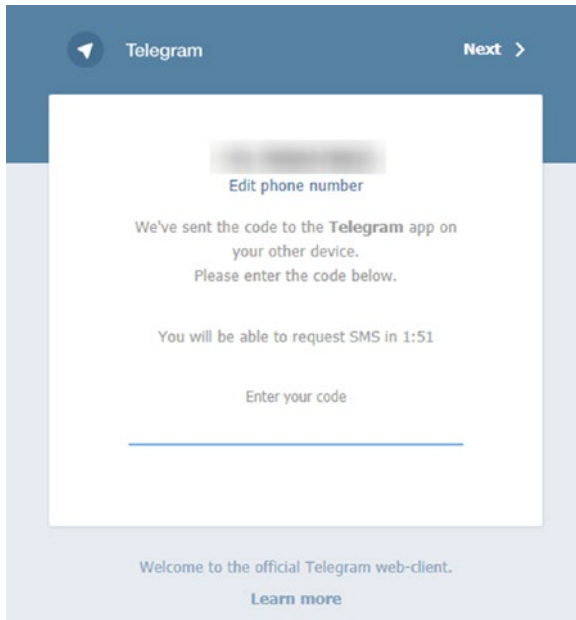 Telegram
Next
Edit phone number
We've sent the code to the Telegram app on
your other device.
Please enter the code below.
You will be able to request SMS in 1:51
Enter your code
Welcome to the official Telegram web-client.
Learn more